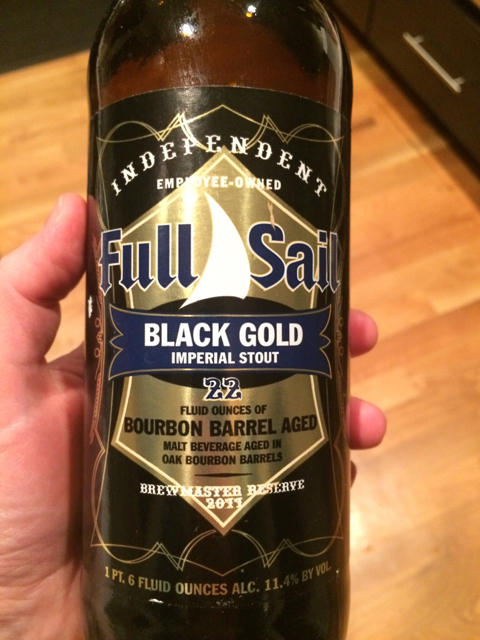 INDEPENDENT
EMPLOYEE-OWNED
Full Sail
BLACK GOLD
IMPERIAL STOUT
22
FLUID OUNCES OF
BOURBON BARREL AGED
MALT BEVERAGE AGED IN
OAK BOURBON BARRELS
BREWMASTER RESERVE
2011
1 PT. 6 FLUID OUNCES ALC. 11.4% BY VOL.